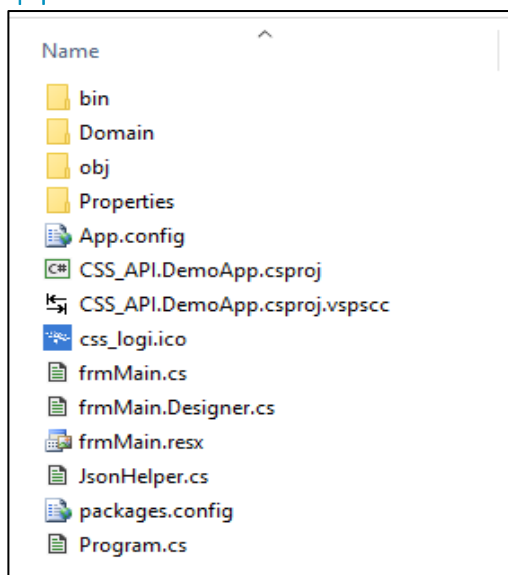 Name
bin
Domain
obj
Properties
App.config
CSS_API.DemoApp.csproj
CSS_API.DemoApp.csproj.vspscc
css_logi.ico
frmMain.cs
frmMain.Designer.cs
frmMain.resx
JsonHelper.cs
packages.config
Program.cs